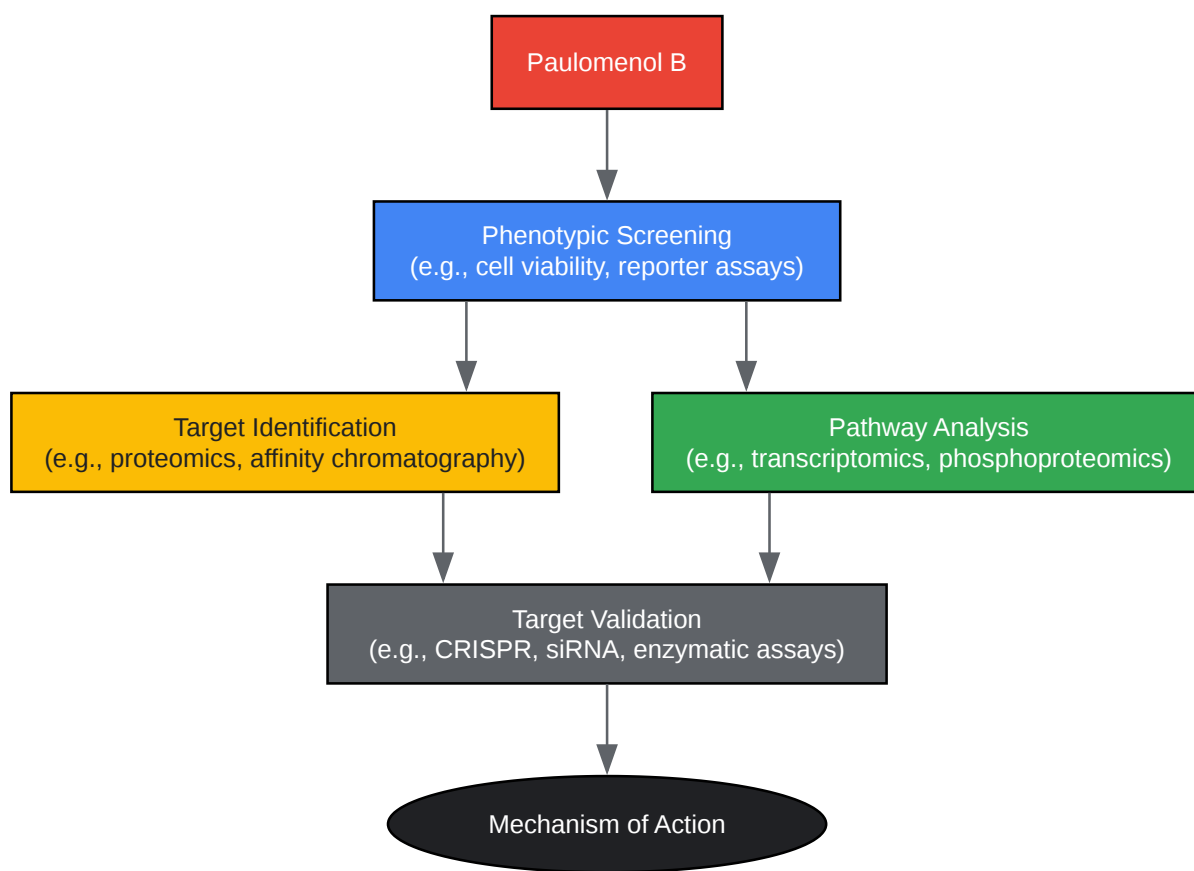 Paulomenol B
Phenotypic Screening
(e.g., cell viability, reporter assays)
Target Identification
(e.g., proteomics, affinity chromatography)
Pathway Analysis
(e.g., transcriptomics, phosphoproteomics)
Target Validation
(e.g., CRISPR, siRNA, enzymatic assays)
Mechanism of Action